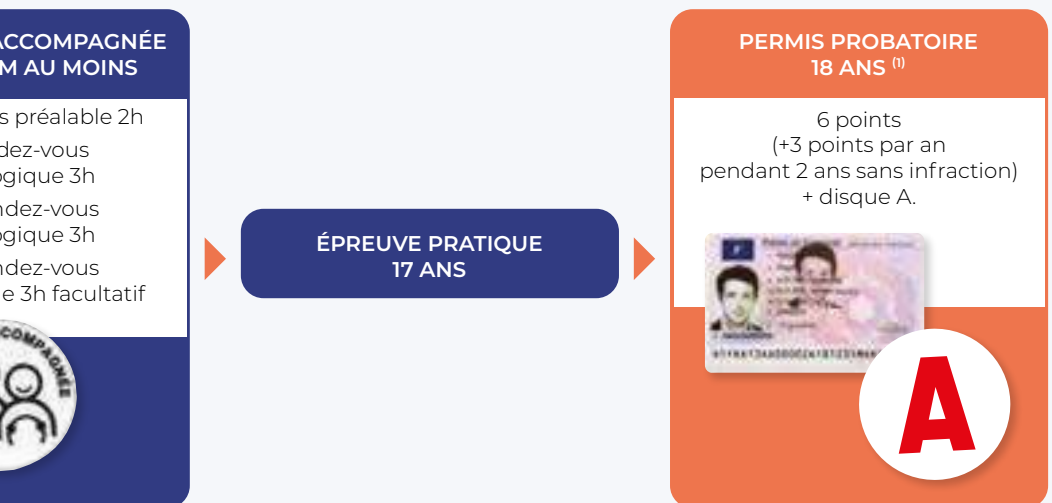 ACCOMPAGNÉE
M AU MOINS
s préalable 2h
dez-vous
ogique 3h
ndez-vous
ogique 3h
ndez-vous
e 3h facultatif
COMPAGNÉE
ÉPREUVE PRATIQUE
17 ANS
PERMIS PROBATOIRE
18 ANS (1)
6 points
(+3 points par an
pendant 2 ans sans infraction)
+ disque A.
A